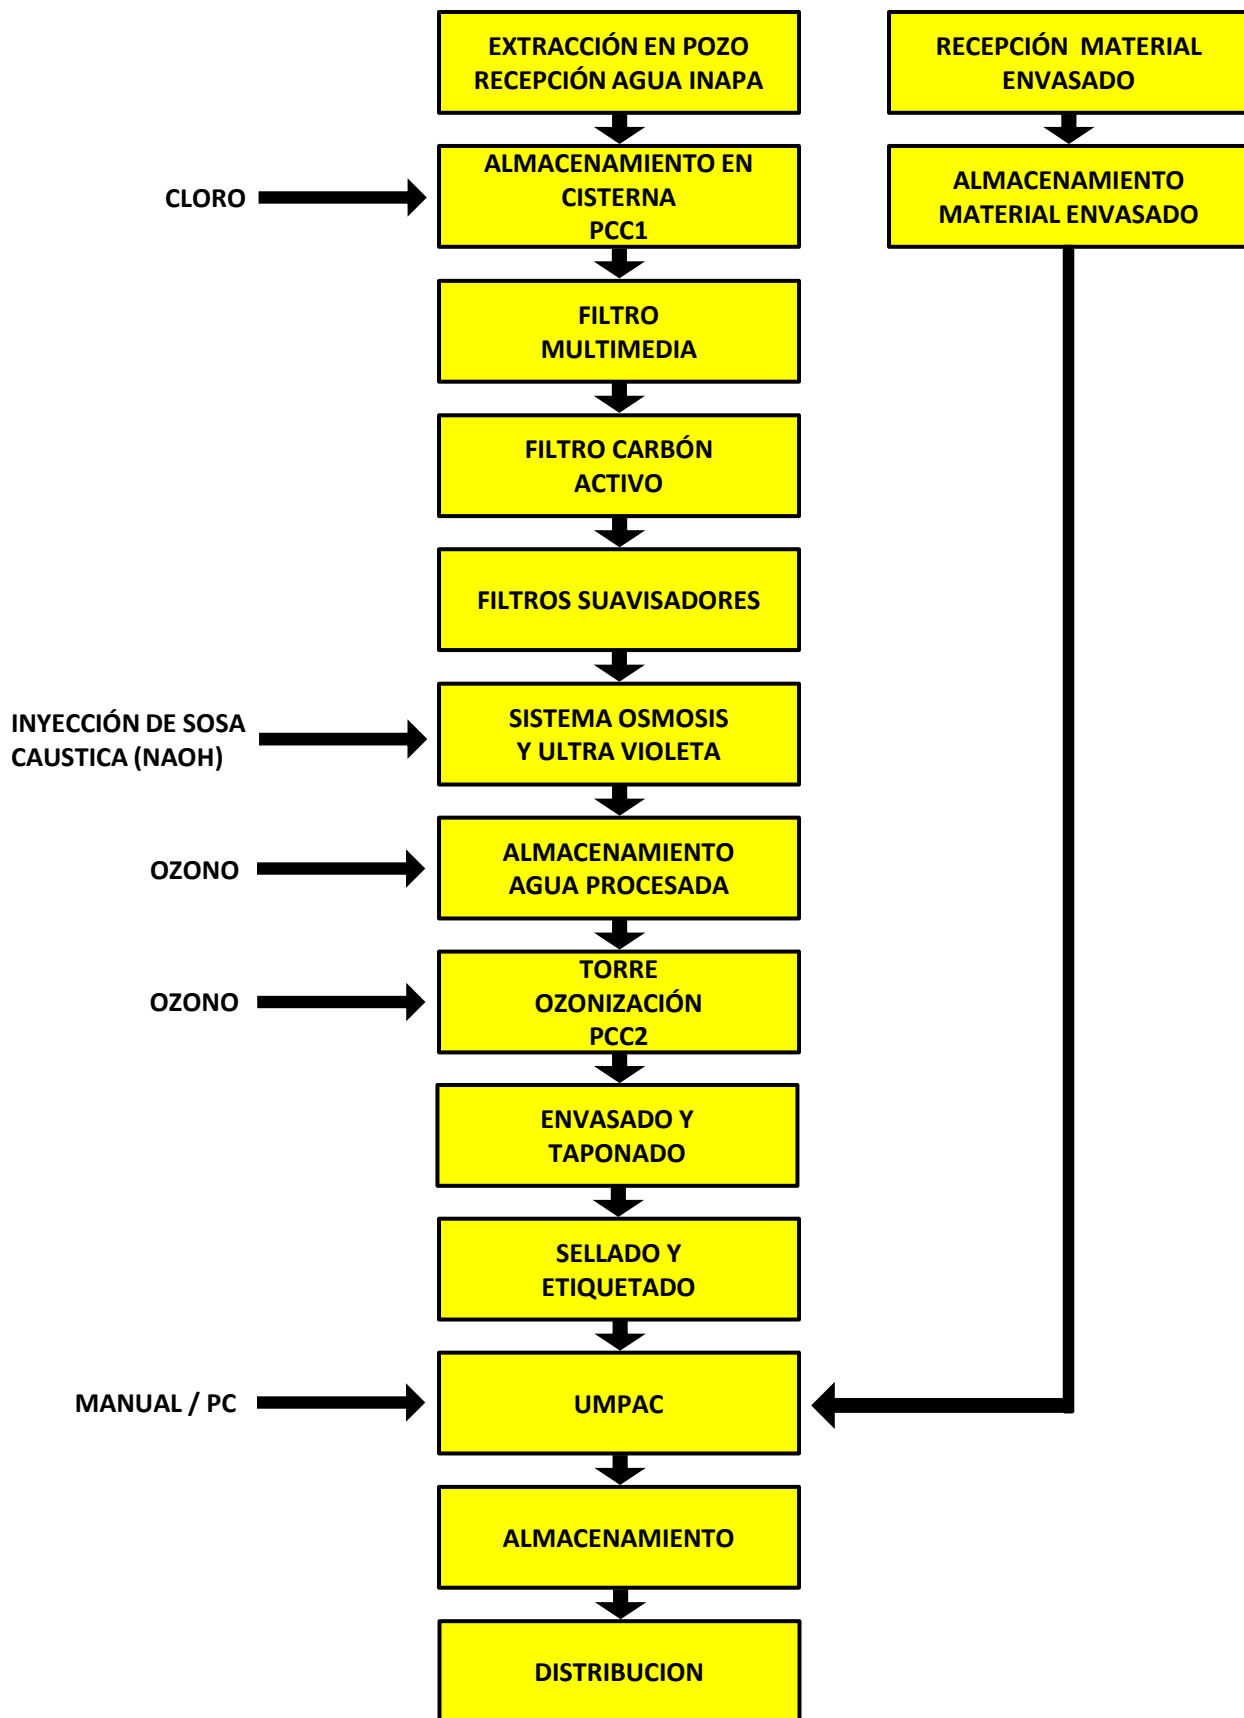 EXTRACCIÓN EN POZO
RECEPCIÓN AGUA INAPA
RECEPCIÓN MATERIAL
ENVASADO
CLORO
ALMACENAMIENTO EN
CISTERNA
PCC1
ALMACENAMIENTO
MATERIAL ENVASADO
FILTRO
MULTIMEDIA
FILTRO CARBÓN
ACTIVO
FILTROS SUAVISADORES
INYECCIÓN DE SOSA
CAUSTICA (NAOH)
SISTEMA OSMOSIS
Y ULTRA VIOLETA
OZONO
ALMACENAMIENTO
AGUA PROCESADA
OZONO
TORRE
OZONIZACIÓN
PCC2
ENVASADO Y
TAPONADO
SELLADO Y
ETIQUETADO
MANUAL / PC
UMPAC
ALMACENAMIENTO
DISTRIBUCION